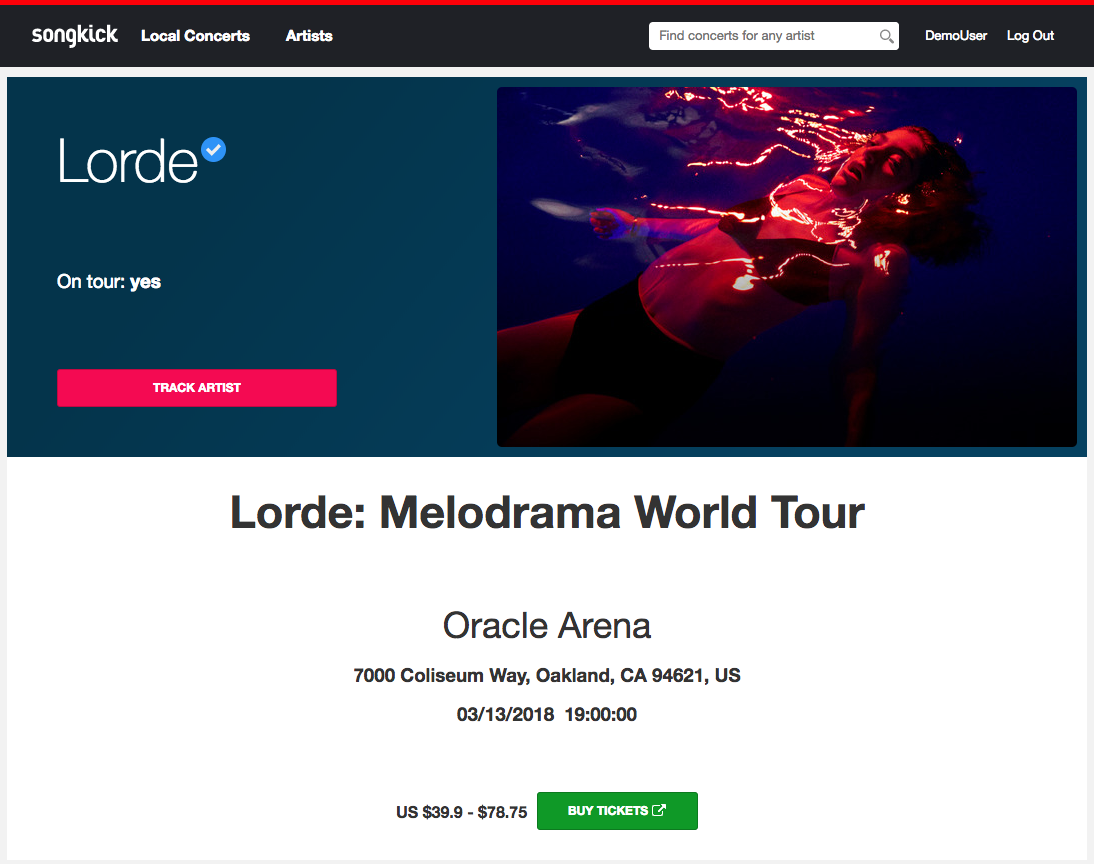 songkick Local Concerts Artists Find concerts for any artist DemoUser Log Out
Lorde
On tour: yes
TRACK ARTIST
Lorde: Melodrama World Tour
Oracle Arena
7000 Coliseum Way, Oakland, CA 94621, US
03/13/2018 19:00:00
US $39.9 - $78.75 BUY TICKETS